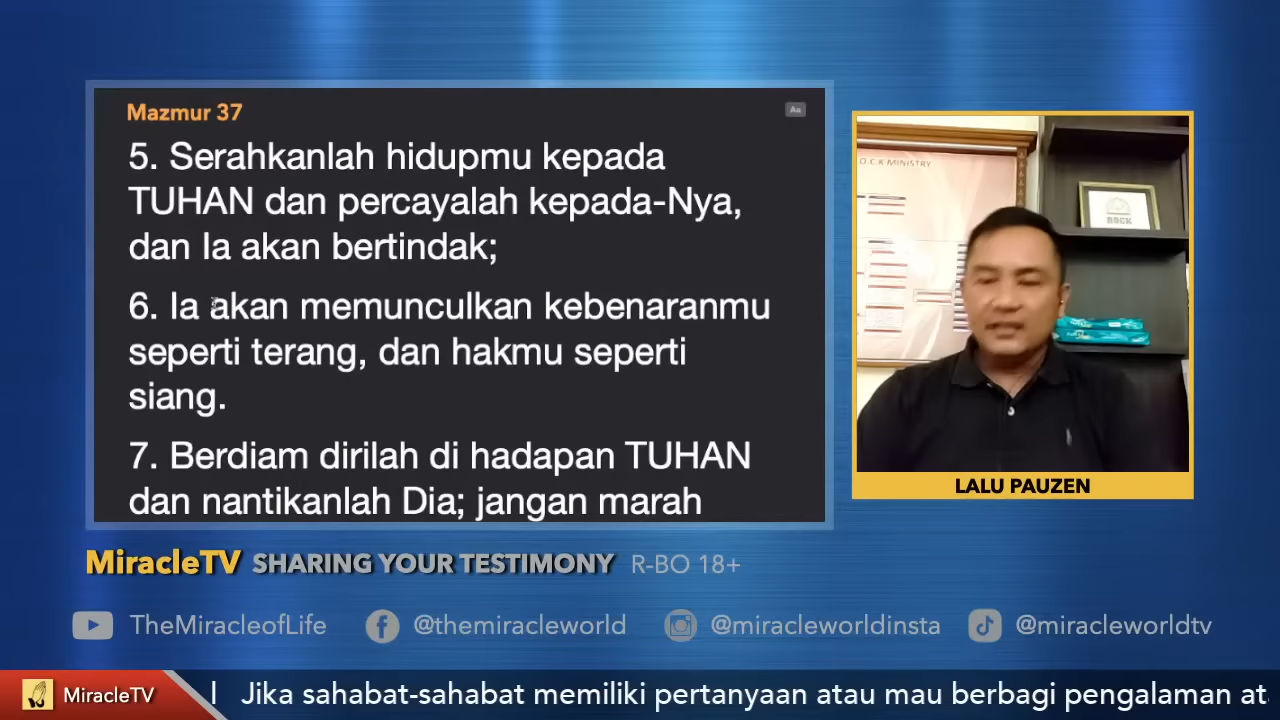 Mazmur 37
Aa
5. Serahkanlah hidupmu kepada
TUHAN dan percayalah kepada-Nya,
dan Ia akan bertindak;
6. Ia akan memunculkan kebenaranmu
seperti terang, dan hakmu seperti
siang.
7. Berdiam dirilah di hadapan TUHAN
dan nantikanlah Dia; jangan marah
O.C.K MINISTRY
BSCK
LALU PAUZEN
MiracleTV SHARING YOUR TESTIMONY R-BO 18+
TheMiracleofLife @themiracleworld @miracleworldinsta @miracleworldtv
MiracleTV | Jika sahabat-sahabat memiliki pertanyaan atau mau berbagi pengalaman at